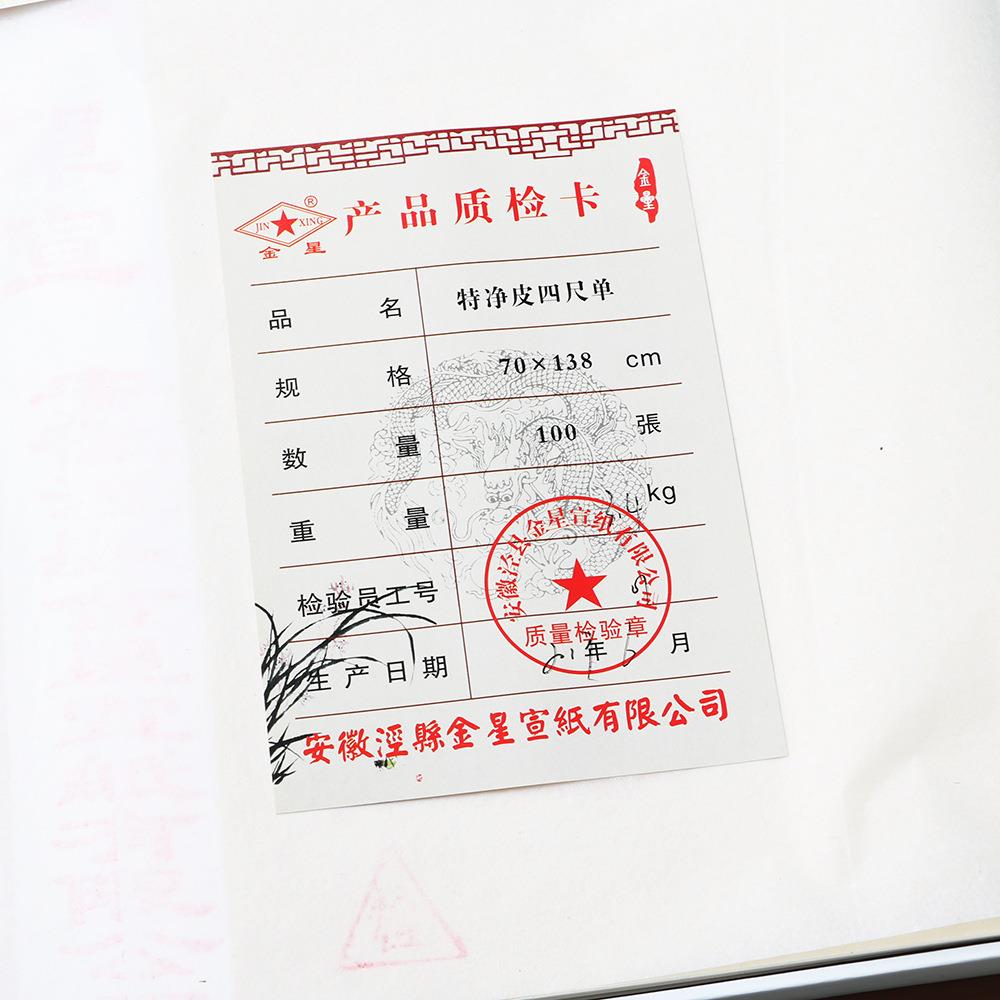 JIN XING ®
金星
产品质检卡
金星
品名 特净皮四尺单
规格 70×138 cm
数量 100 張
重量 kg
检验员工号
生产日期 年 月
安徽泾县金星宣纸有限公司
质量检验章
安徽涇縣金星宣紙有限公司